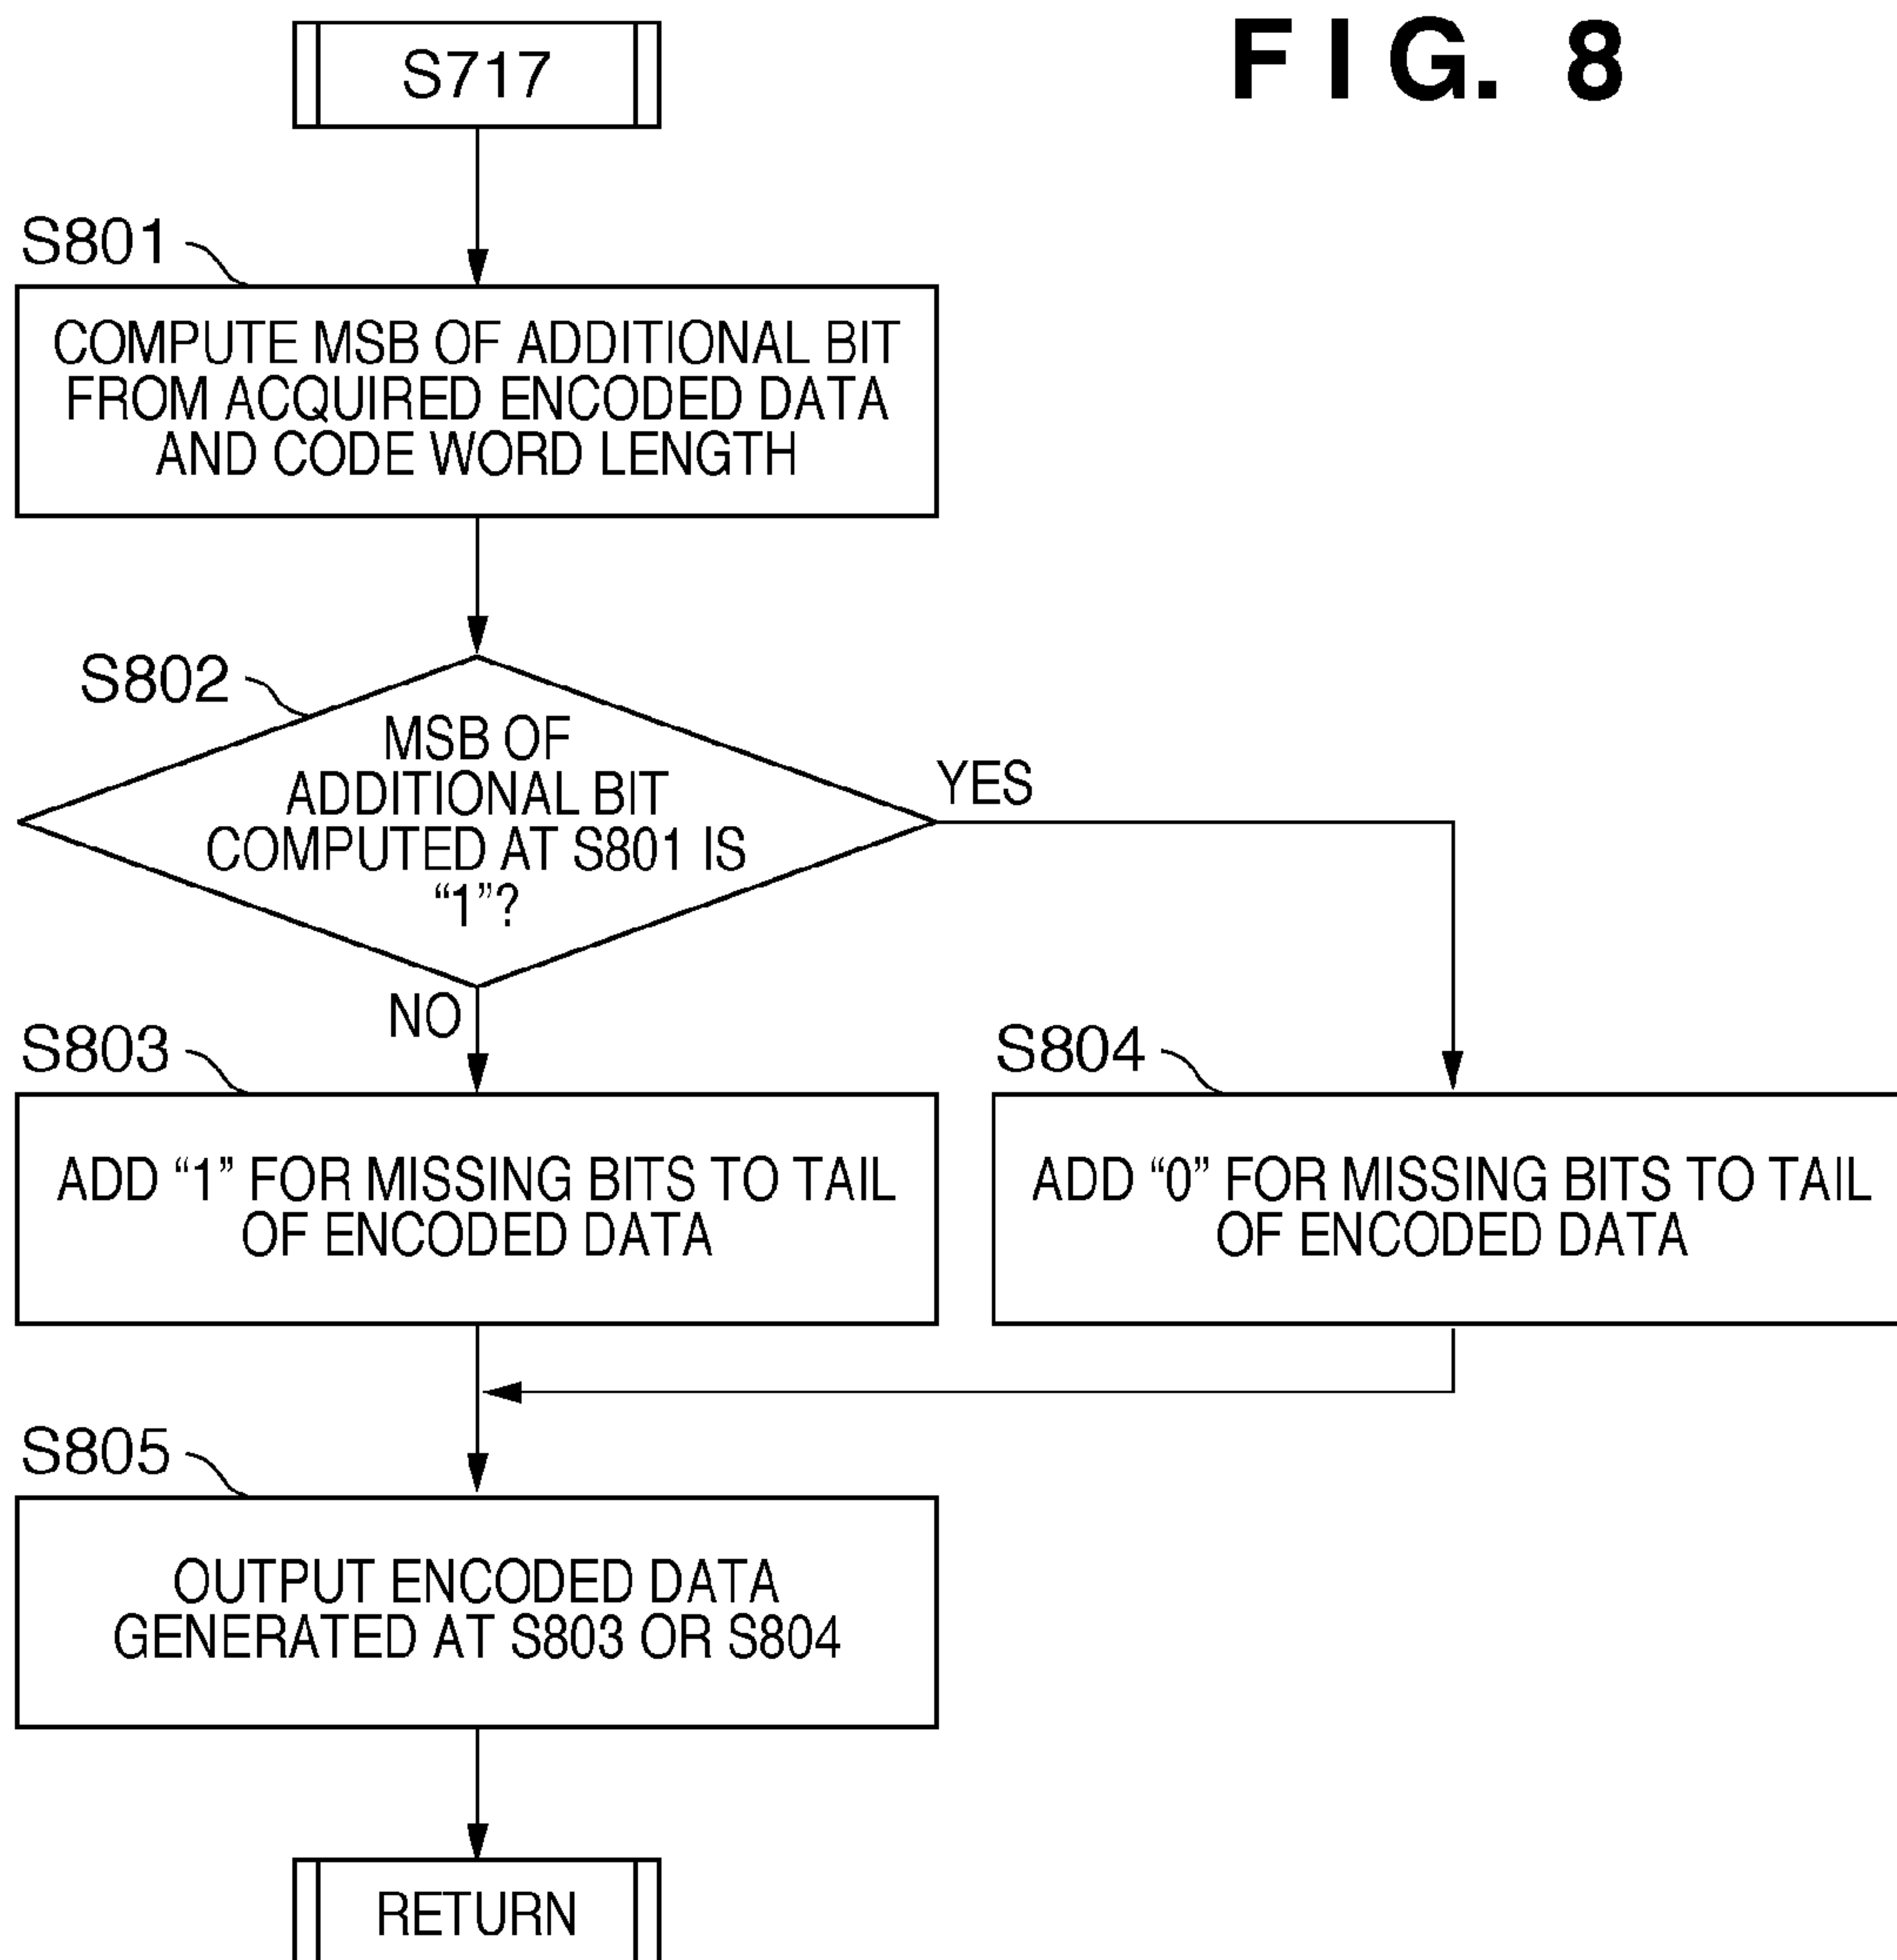 FIG. 8
S717
S801
COMPUTE MSB OF ADDITIONAL BIT
FROM ACQUIRED ENCODED DATA
AND CODE WORD LENGTH
S802
MSB OF
ADDITIONAL BIT
COMPUTED AT S801 IS
“1”?
YES
NO
S803
ADD “1” FOR MISSING BITS TO TAIL
OF ENCODED DATA
S804
ADD “0” FOR MISSING BITS TO TAIL
OF ENCODED DATA
S805
OUTPUT ENCODED DATA
GENERATED AT S803 OR S804
RETURN